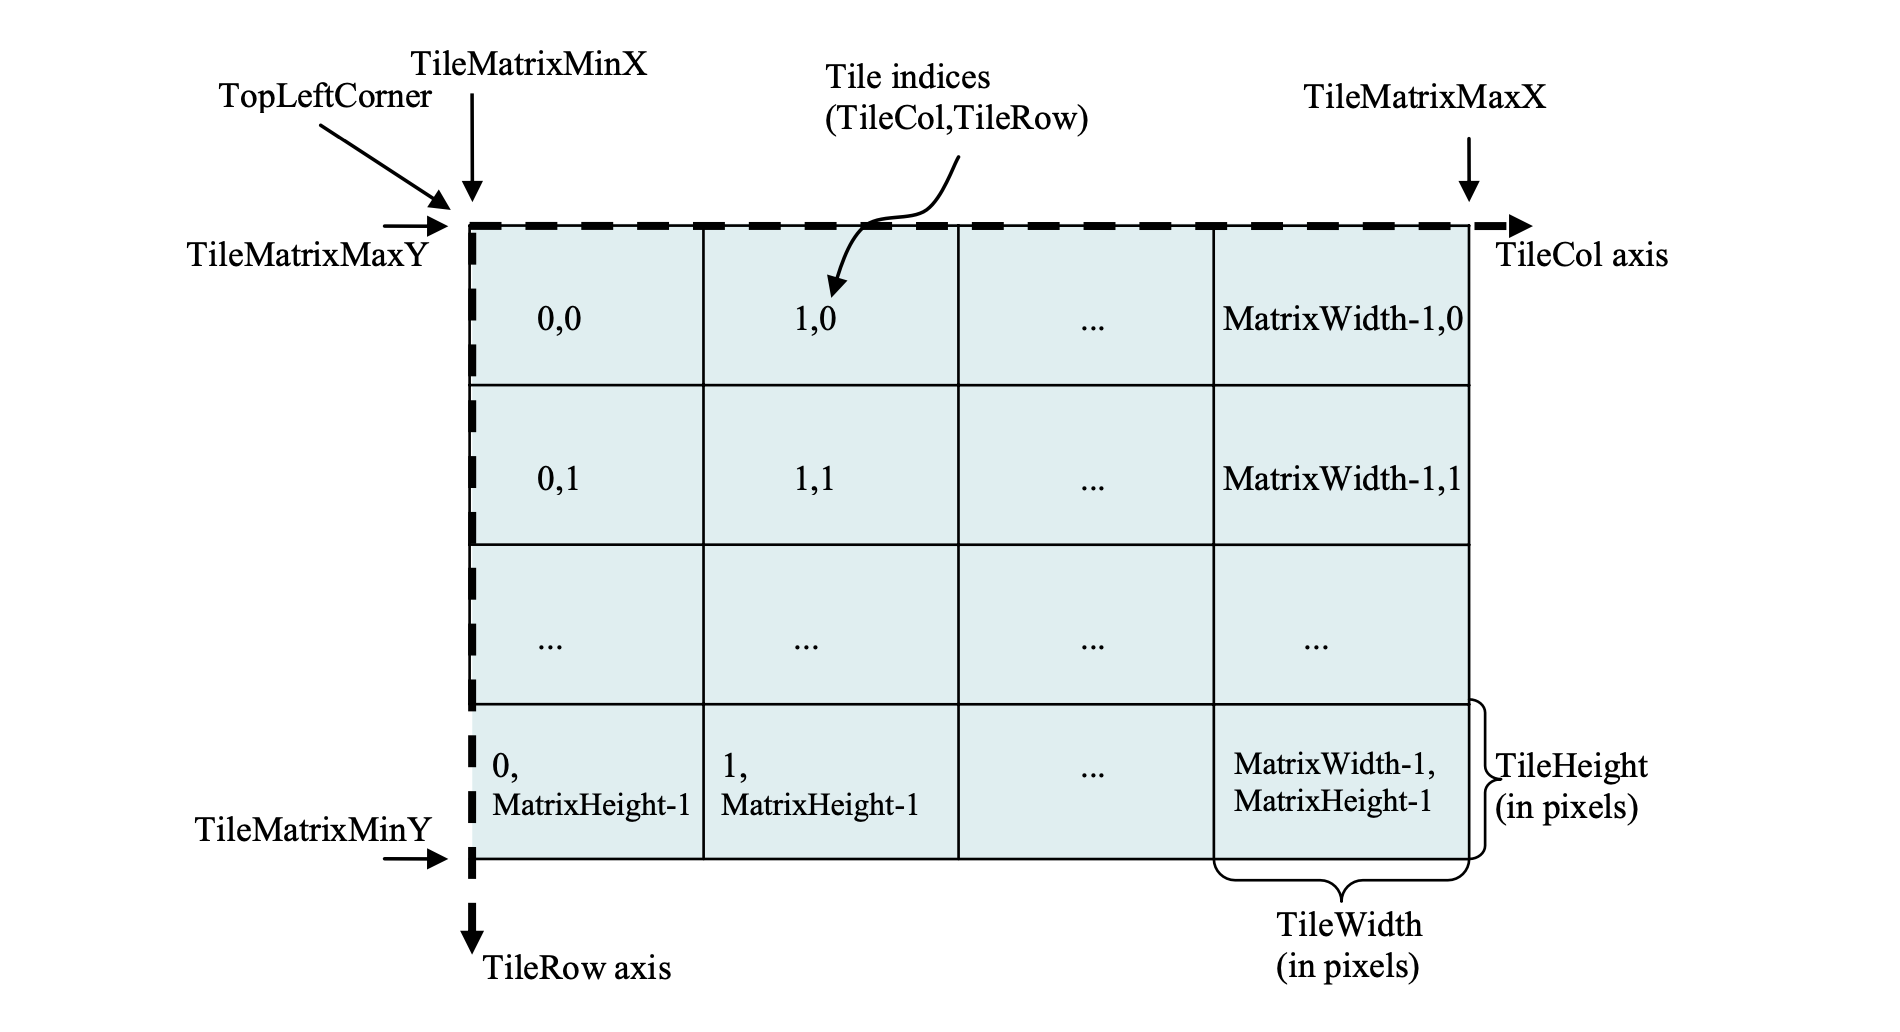 TileMatrixMinX
TopLeftCorner
Tile indices
(TileCol,TileRow)
TileMatrixMaxX
TileMatrixMaxY
TileCol axis
0,0
1,0
...
MatrixWidth-1,0
0,1
1,1
...
MatrixWidth-1,1
...
...
...
...
0,
MatrixHeight-1
1,
MatrixHeight-1
...
MatrixWidth-1,
MatrixHeight-1
TileHeight
(in pixels)
TileMatrixMinY
TileWidth
(in pixels)
TileRow axis